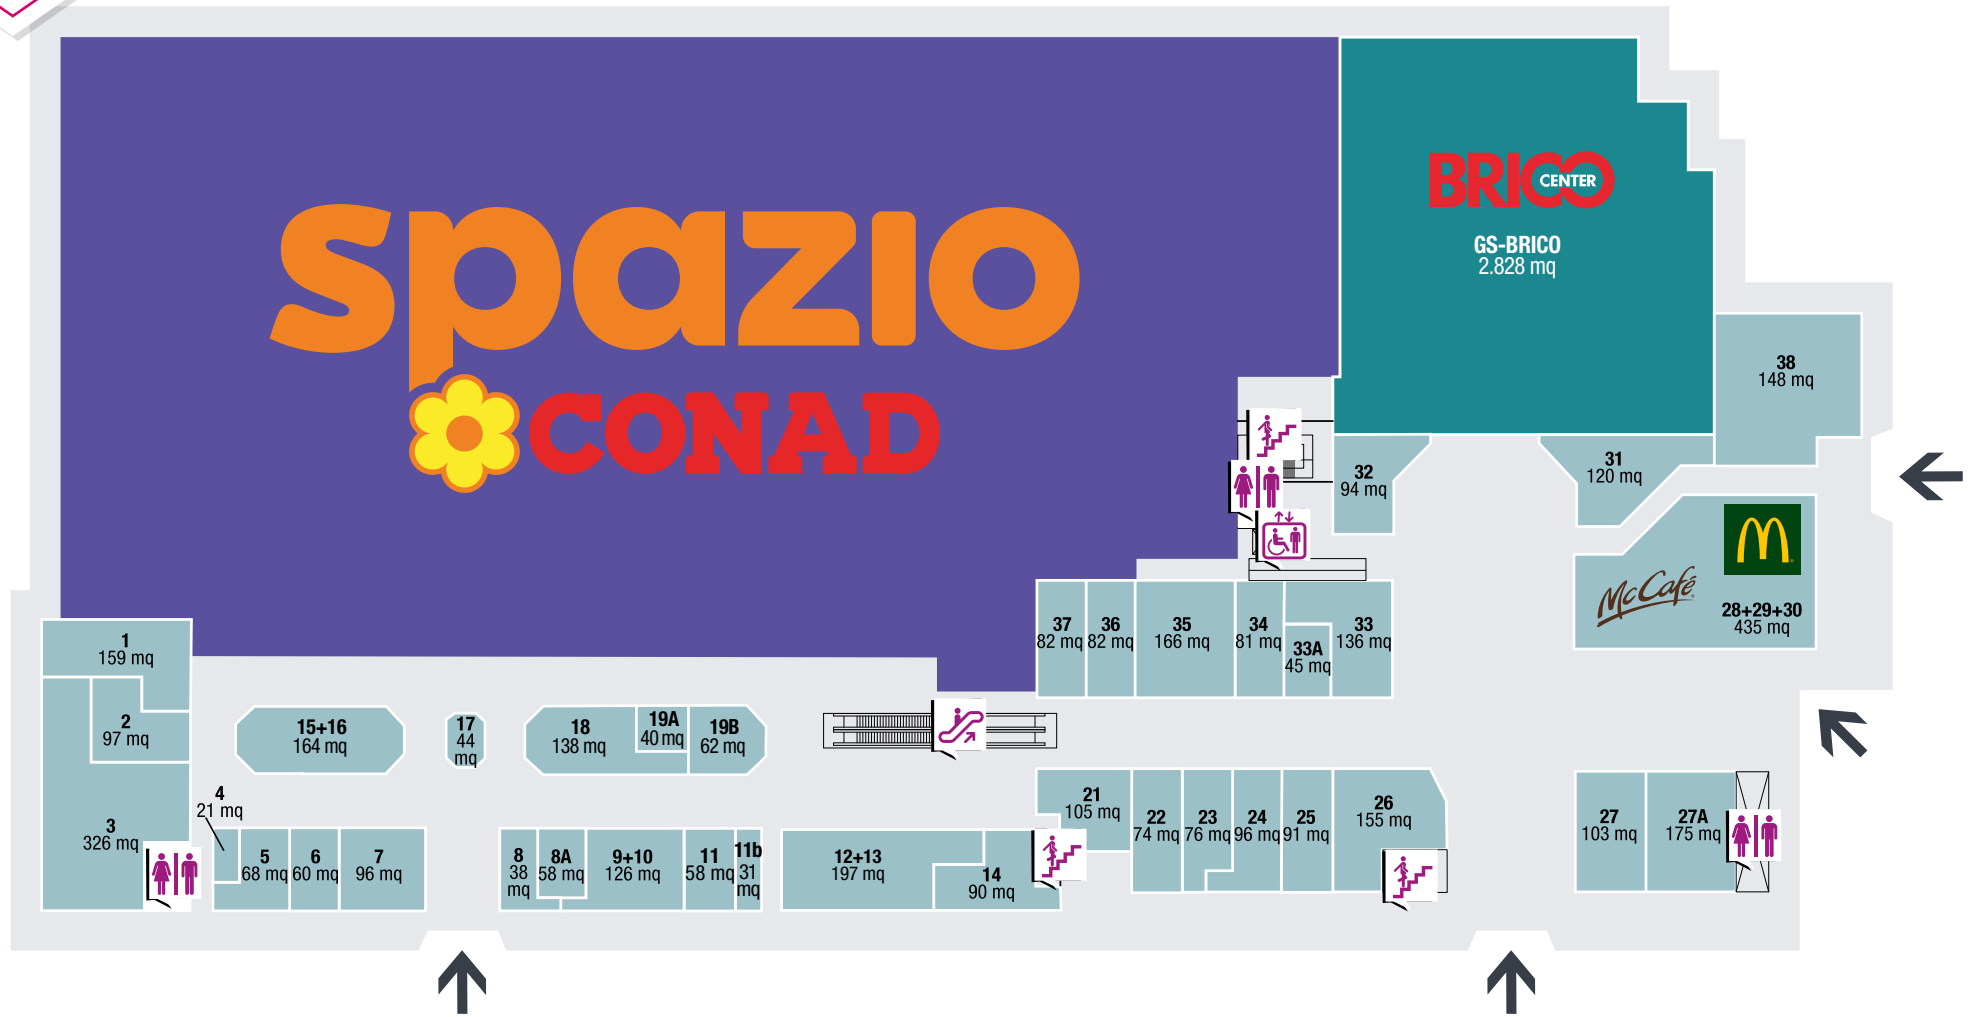 spazio
CONAD
BRICO
CENTER
GS-BRICO
2.828 mq
38
148 mq
32
94 mq
31
120 mq
McCafé
28+29+30
435 mq
37
82 mq
36
82 mq
35
166 mq
34
81 mq
33A
45 mq
33
136 mq
1
159 mq
2
97 mq
3
326 mq
15+16
164 mq
17
44
mq
18
138 mq
19A
40 mq
19B
62 mq
4
21 mq
5
68 mq
6
60 mq
7
96 mq
8
38
mq
8A
58 mq
9+10
126 mq
11
58 mq
11b
31
mq
12+13
197 mq
14
90 mq
21
105 mq
22
74 mq
23
76 mq
24
96 mq
25
91 mq
26
155 mq
27
103 mq
27A
175 mq